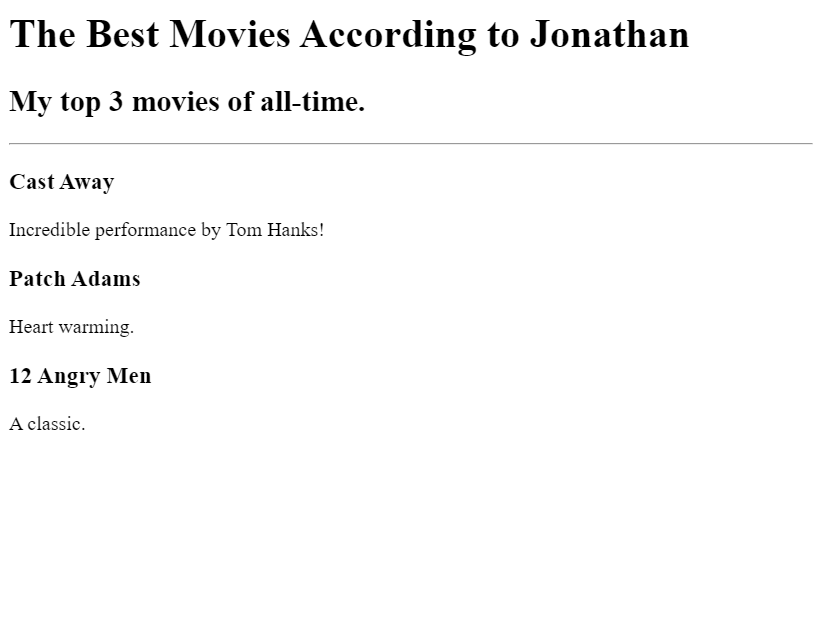 The Best Movies According to Jonathan
My top 3 movies of all-time.
Cast Away
Incredible performance by Tom Hanks!
Patch Adams
Heart warming.
12 Angry Men
A classic.